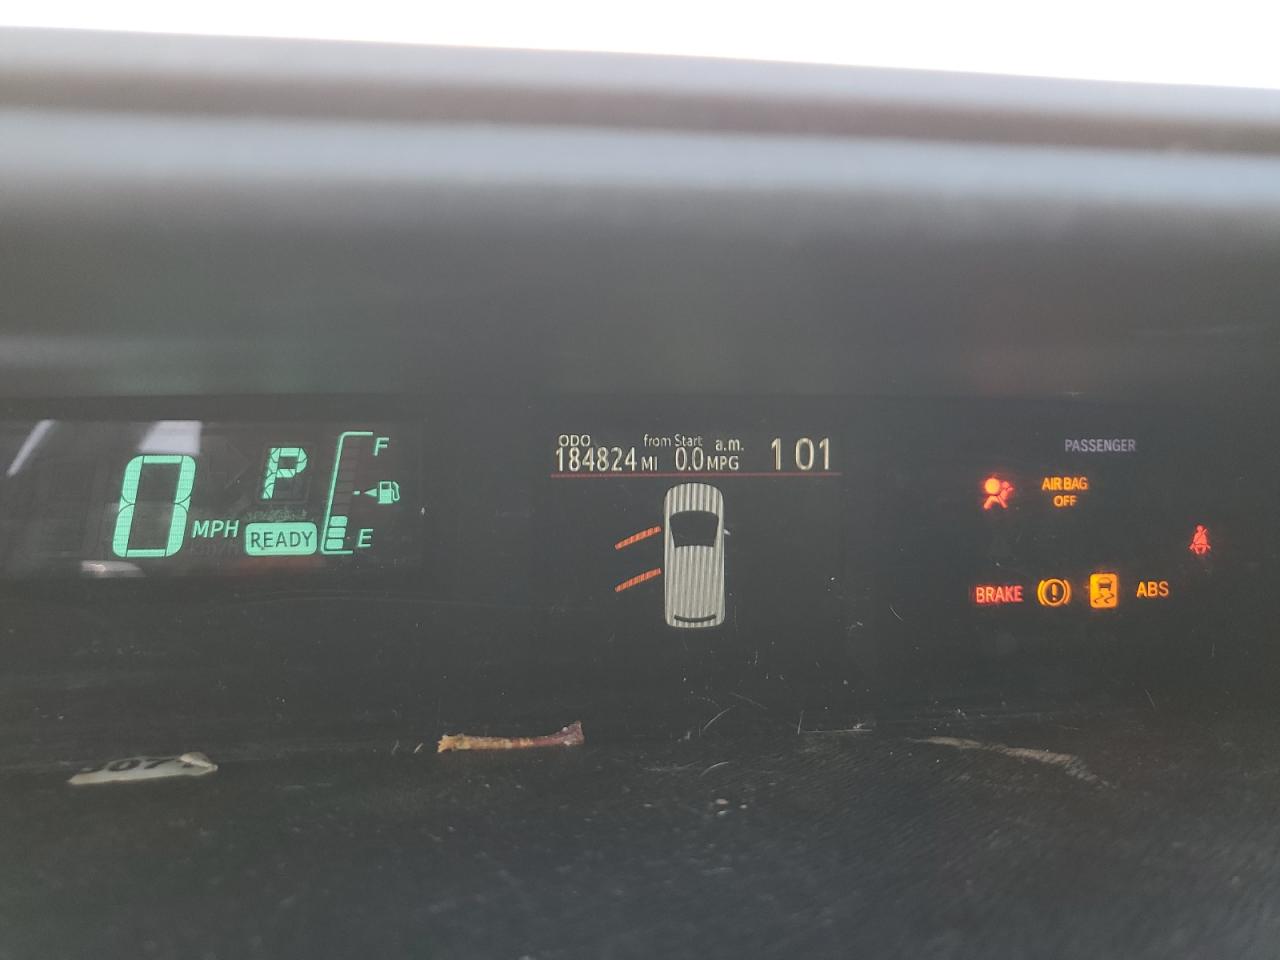 0 MPH
P
READY
F
E
ODO from Start a.m.
184824 MI 0.0 MPG 1 01
PASSENGER
AIR BAG
OFF
BRAKE ABS